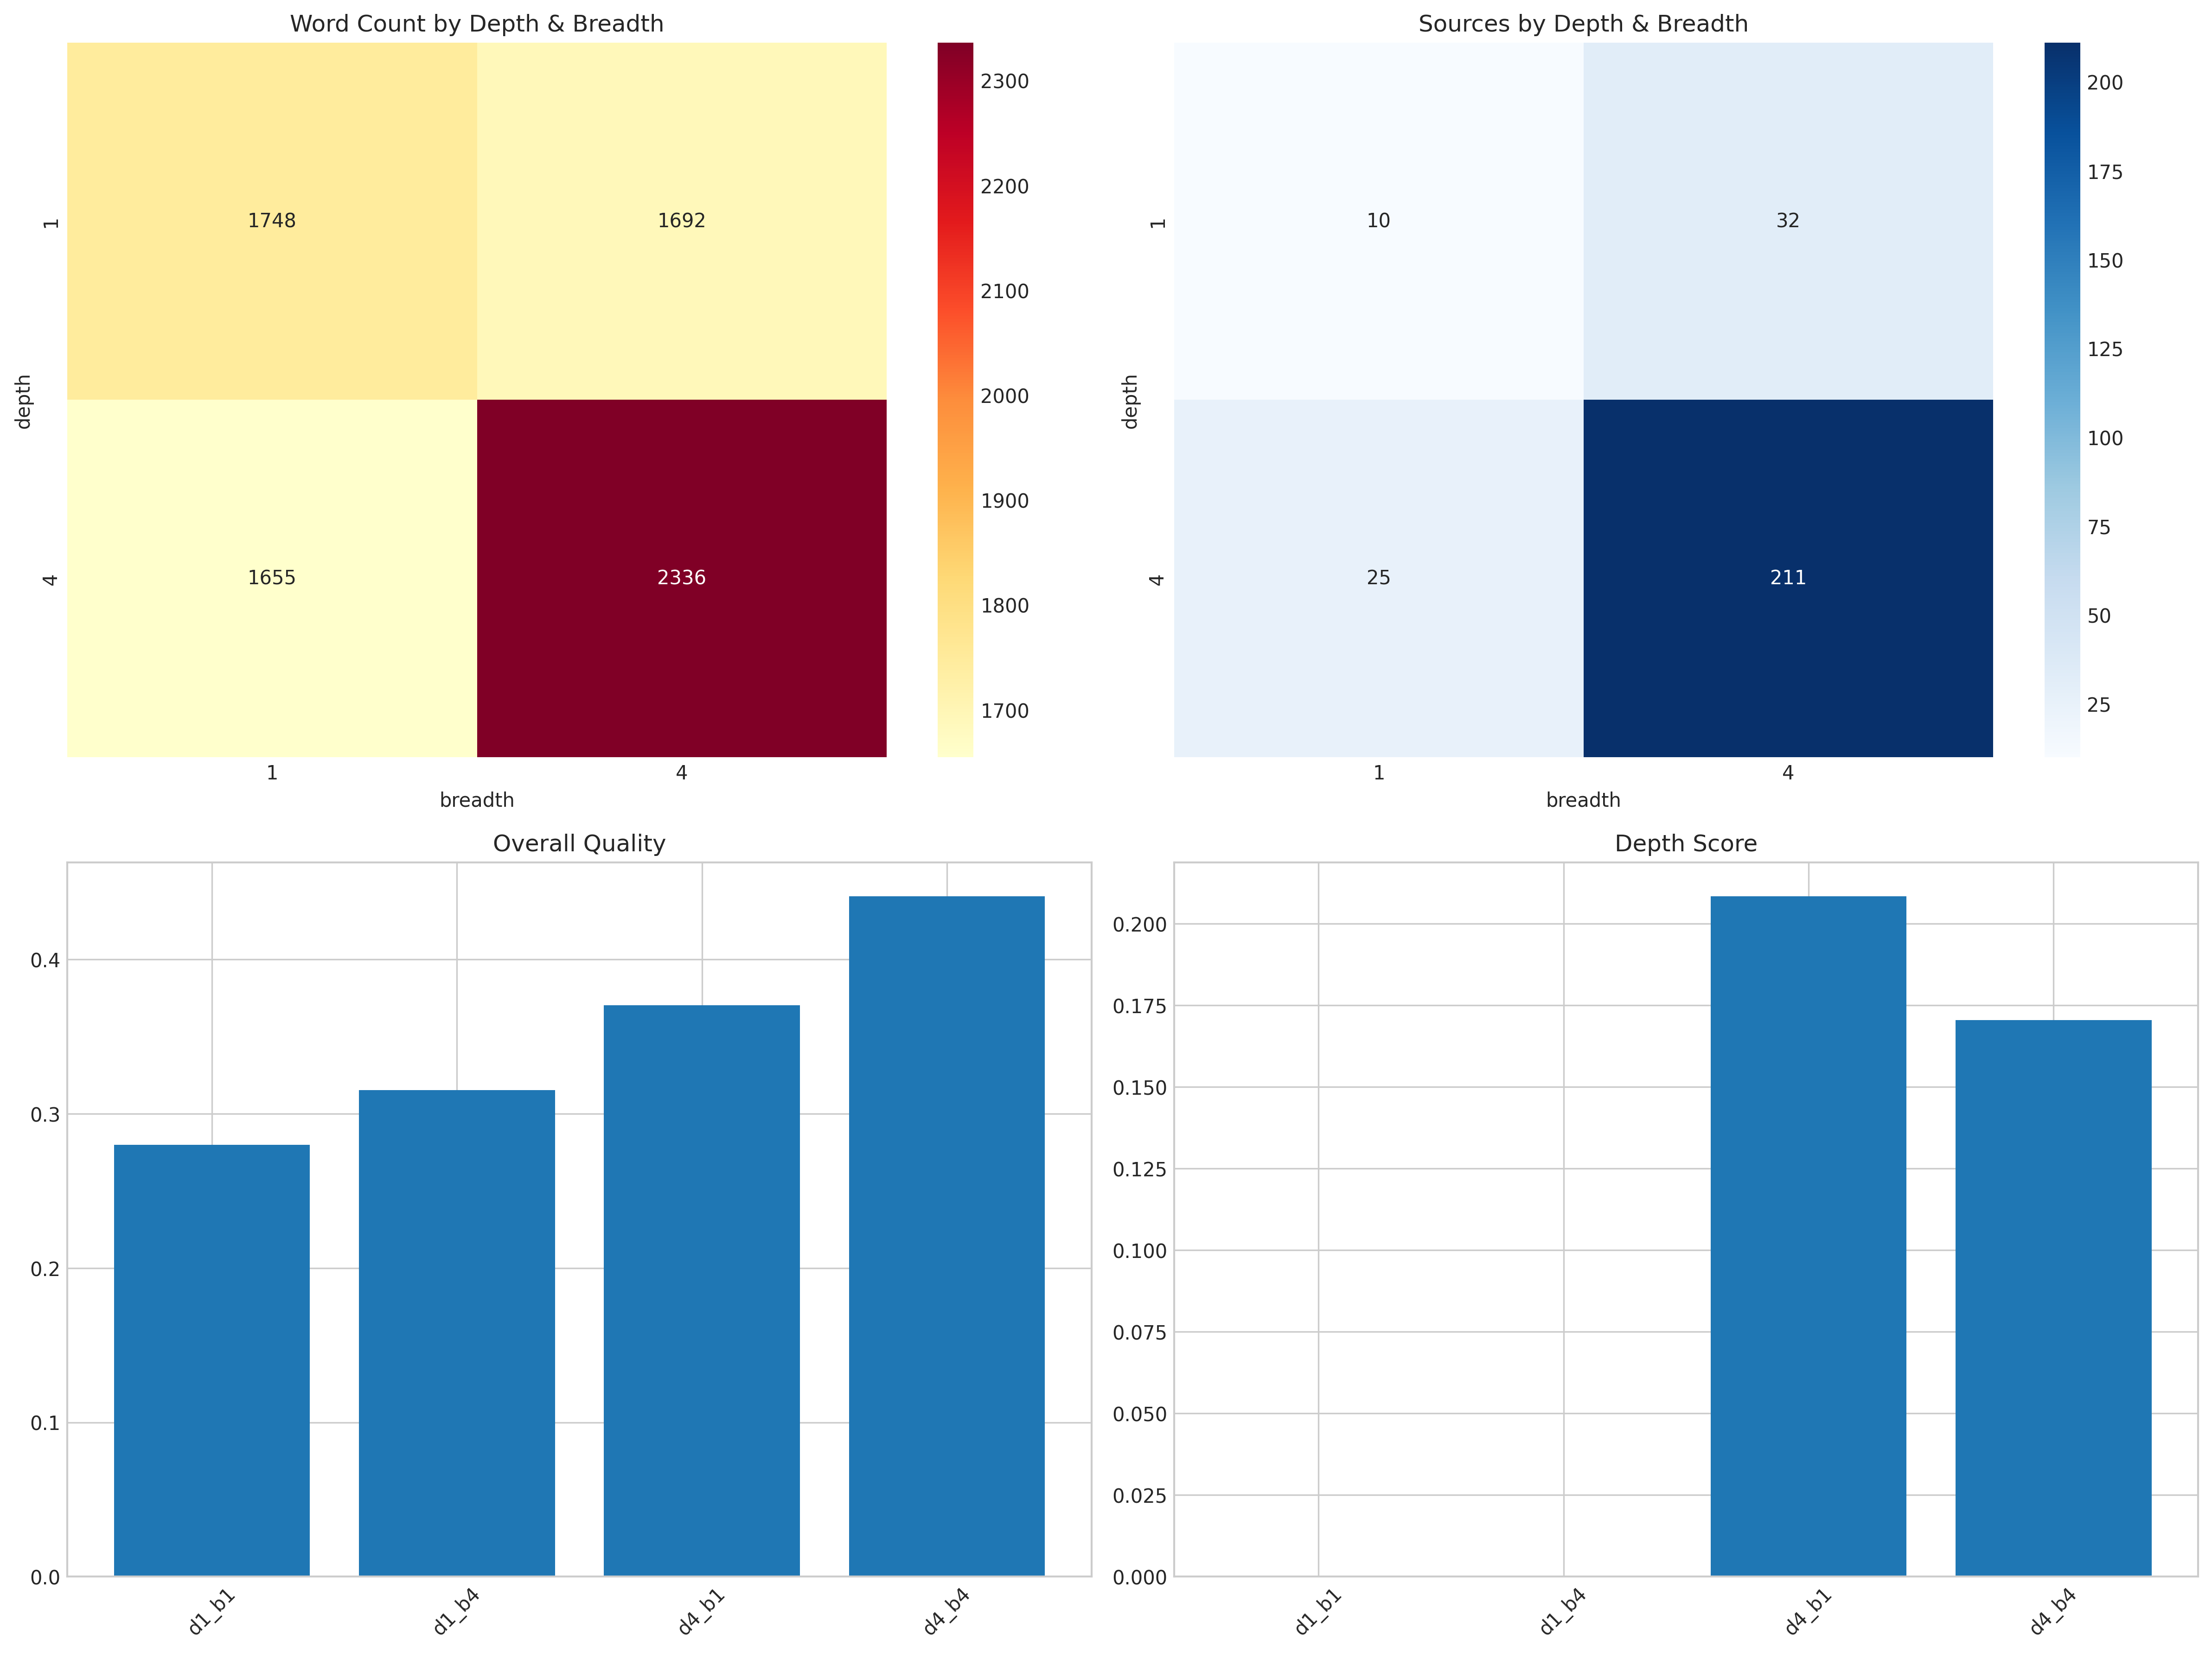 Word Count by Depth & Breadth
1748
1692
1655
2336
1
4
depth
1
4
breadth
2300
2200
2100
2000
1900
1800
1700
Sources by Depth & Breadth
10
32
25
211
1
4
depth
1
4
breadth
200
175
150
125
100
75
50
25
Overall Quality
0.4
0.3
0.2
0.1
0.0
d1_b1
d1_b4
d4_b1
d4_b4
Depth Score
0.200
0.175
0.150
0.125
0.100
0.075
0.050
0.025
0.000
d1_b1
d1_b4
d4_b1
d4_b4